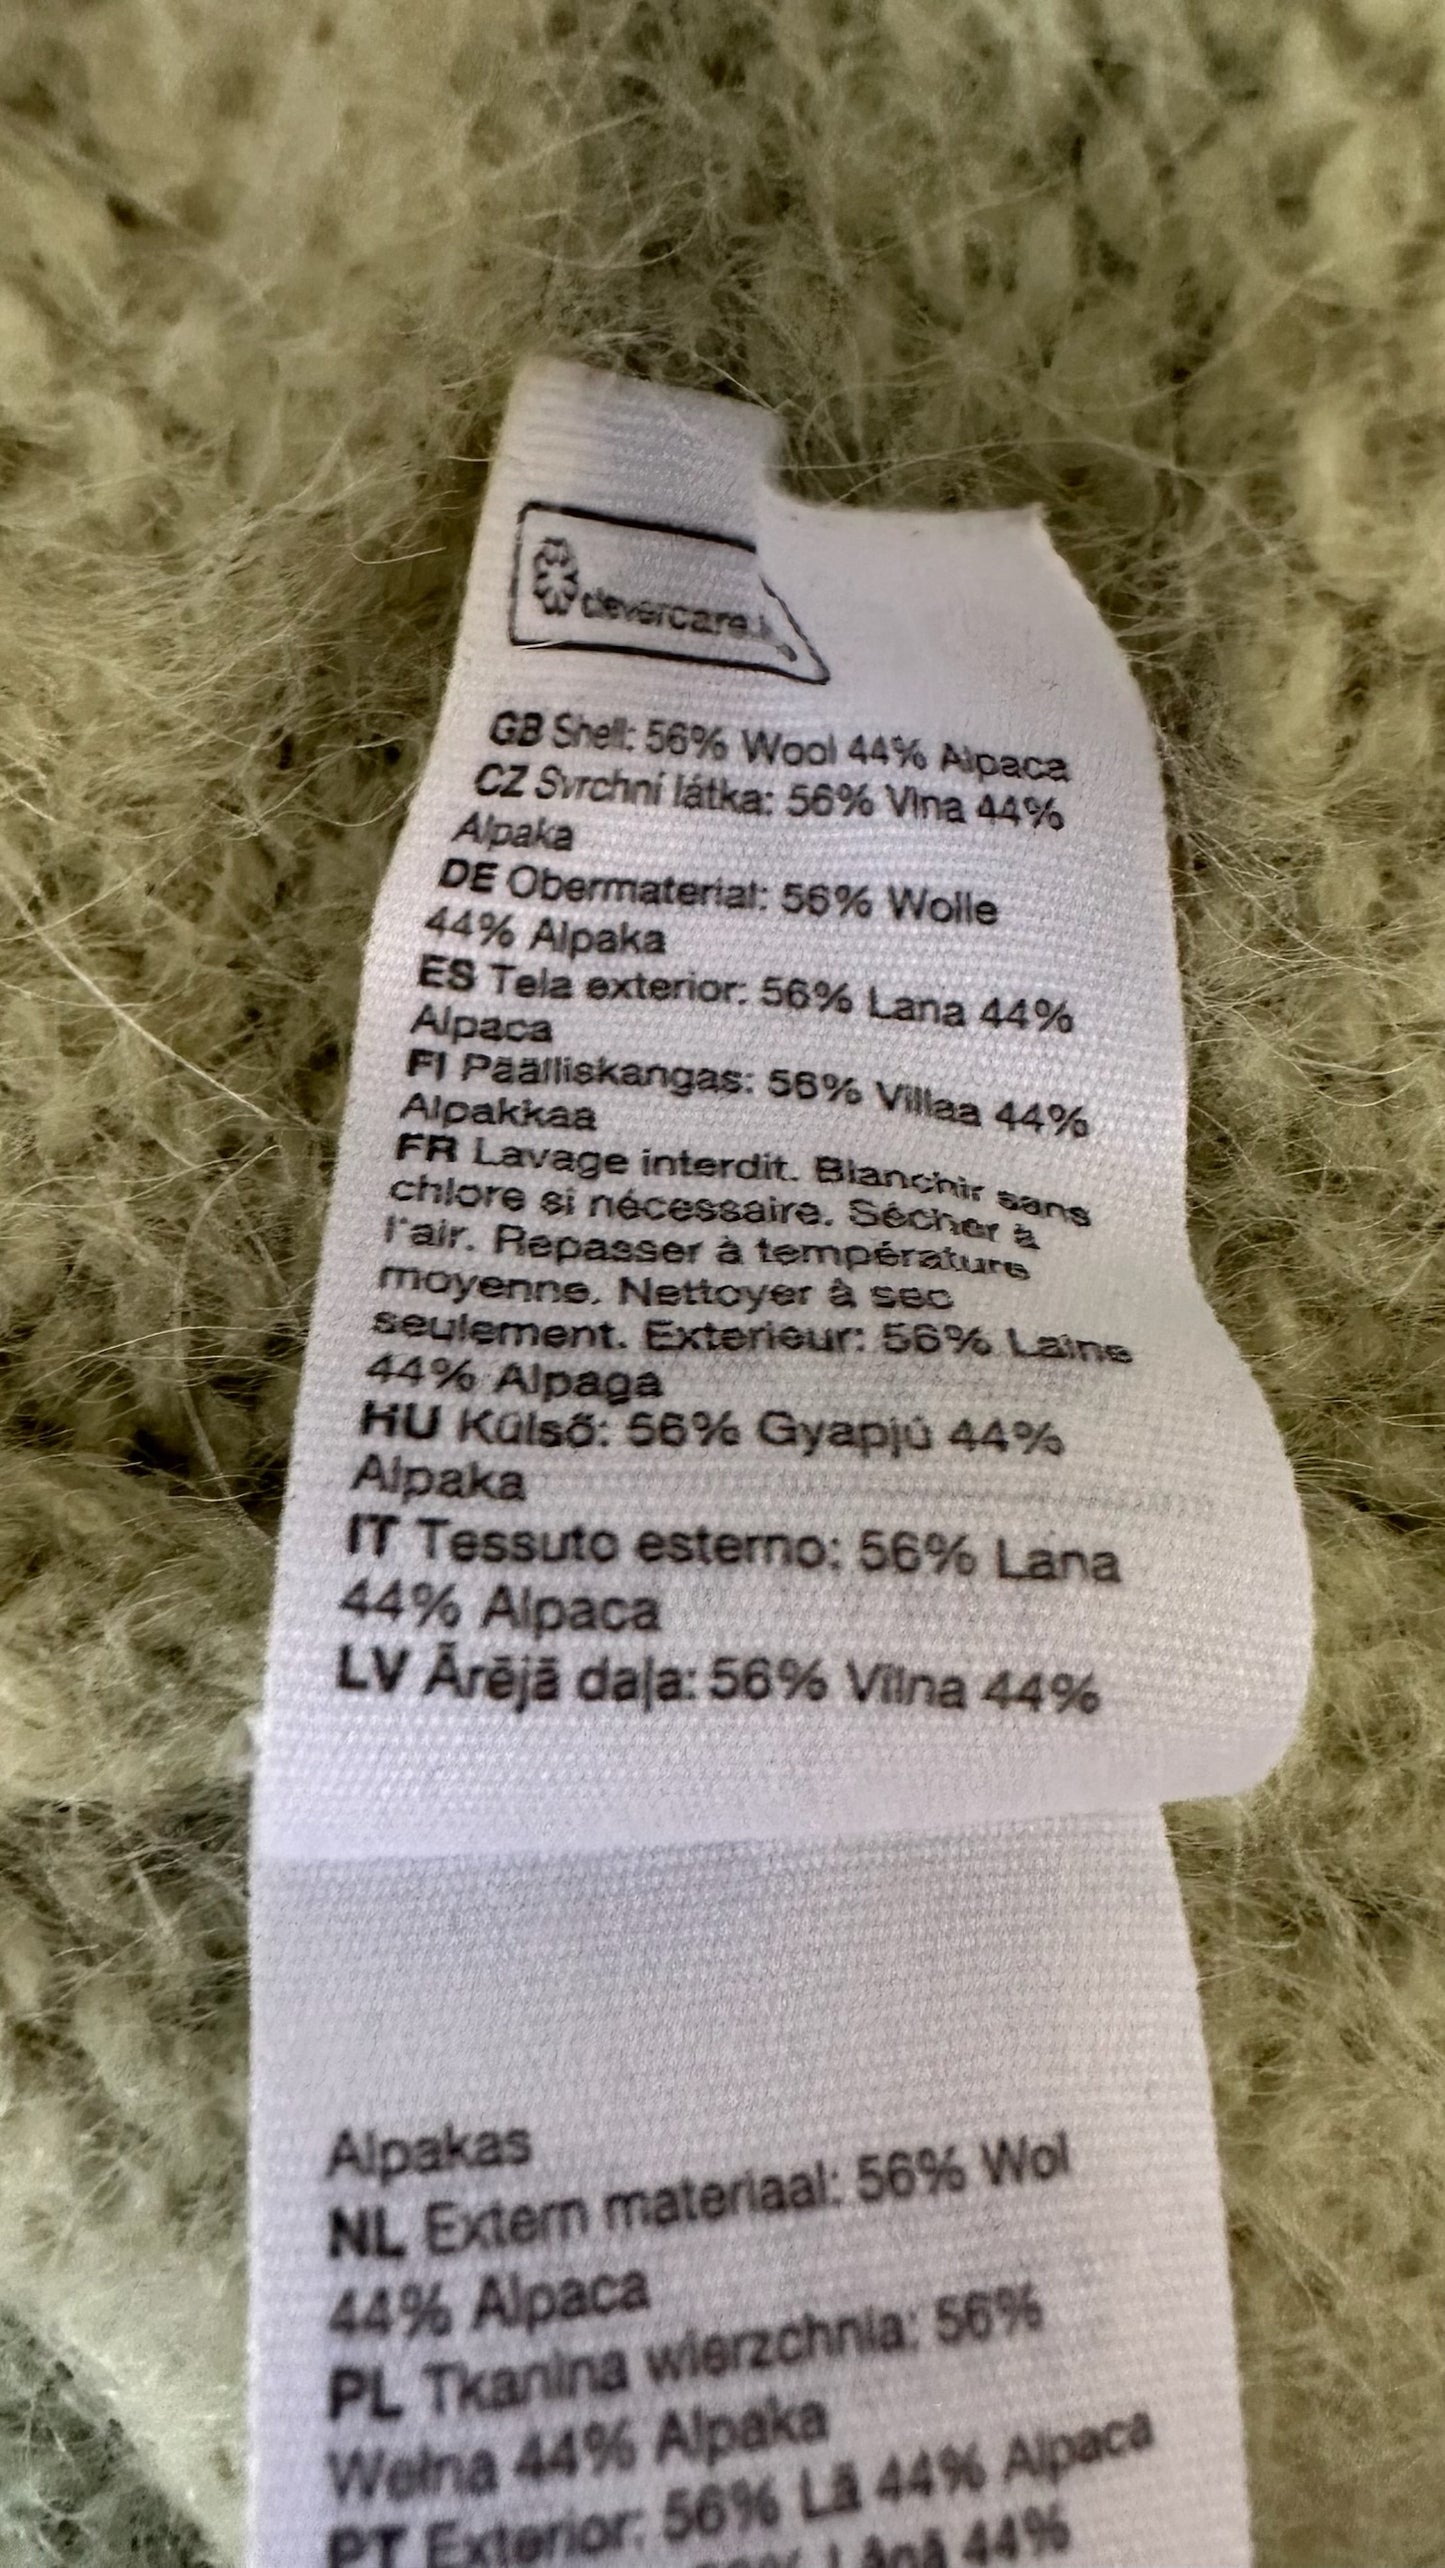 clevercare.
GB Shell: 56% Wool 44% Alpaca
CZ Svrchní látka: 56% Vlna 44%
Alpaka
DE Obermaterial: 56% Wolle
44% Alpaka
ES Tela exterior: 56% Lana 44%
Alpaca
FI Päälliskangas: 56% Villaa 44%
Alpakkaa
FR Lavage interdit. Blanchir sans
chlore si nécessaire. Sécher à
l'air. Repasser à température
moyenne. Nettoyer à sec
seulement. Exterieur: 56% Laine
44% Alpaga
HU Külső: 56% Gyapjú 44%
Alpaka
IT Tessuto esterno: 56% Lana
44% Alpaca
LV Ārējā daļa: 56% Vilna 44%
Alpakas
NL Extern materiaal: 56% Wol
44% Alpaca
PL Tkanina wierzchnia: 56%
Wełna 44% Alpaka
PT Exterior: 56% Lã 44% Alpaca
Lână 44%